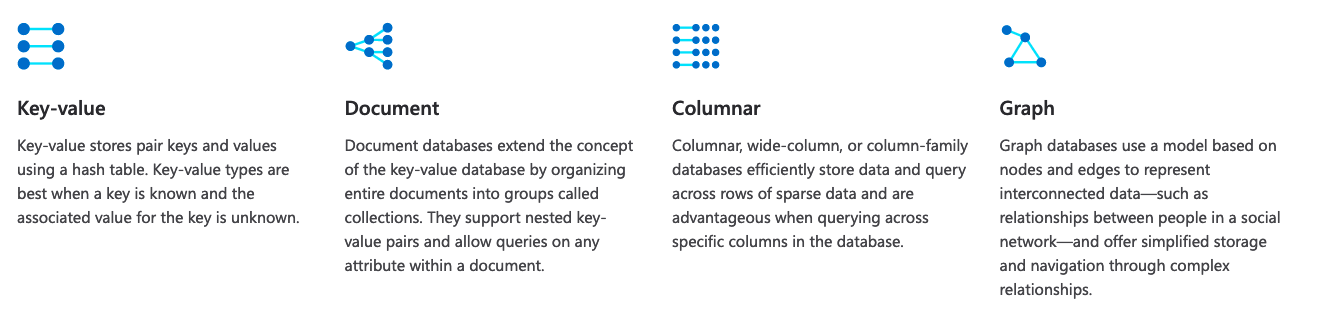 Key-value
Key-value stores pair keys and values
using a hash table. Key-value types are
best when a key is known and the
associated value for the key is unknown.
Document
Document databases extend the concept
of the key-value database by organizing
entire documents into groups called
collections. They support nested key-
value pairs and allow queries on any
attribute within a document.
Columnar
Columnar, wide-column, or column-family
databases efficiently store data and query
across rows of sparse data and are
advantageous when querying across
specific columns in the database.
Graph
Graph databases use a model based on
nodes and edges to represent
interconnected data—such as
relationships between people in a social
network—and offer simplified storage
and navigation through complex
relationships.